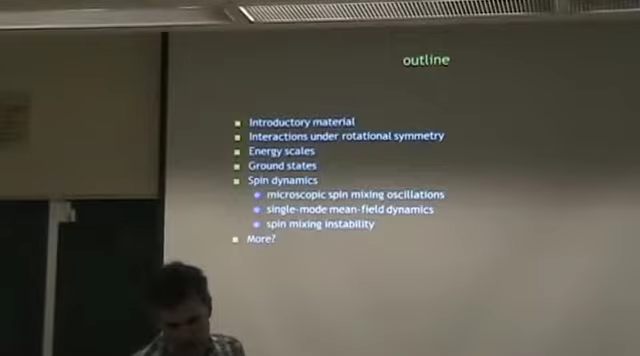 outline
Introductory material
Interactions under rotational symmetry
Energy scales
Ground states
Spin dynamics
microscopic spin mixing oscillations
single-mode mean-field dynamics
spin mixing instability
More?